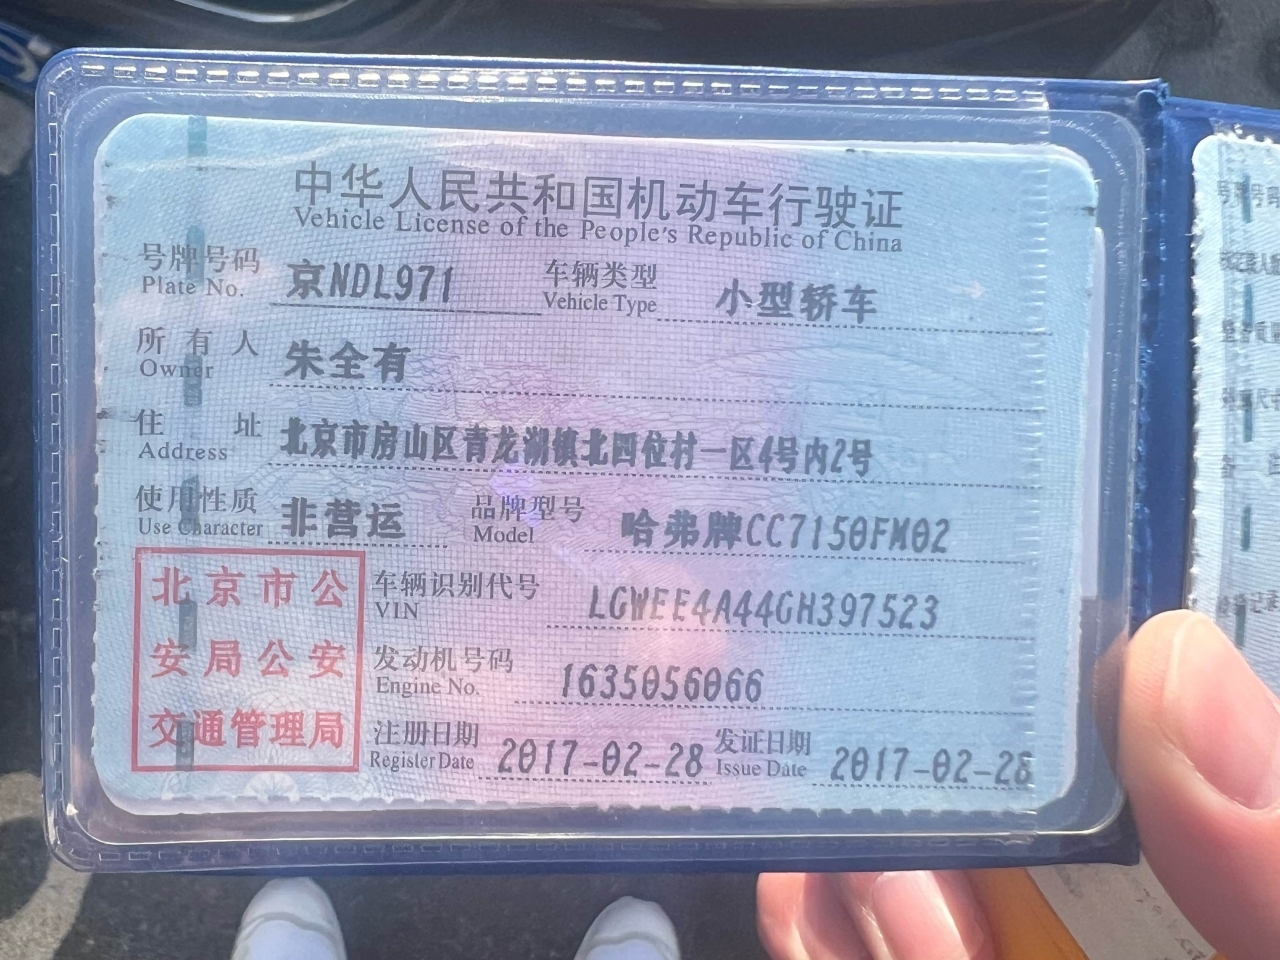 中华人民共和国机动车行驶证
Vehicle License of the People's Republic of China
号牌号码 京NDL971 车辆类型 小型轿车
Plate No. Vehicle Type
所有人 朱全有
Owner
住址 北京市房山区青龙湖镇北四位村一区4号内2号
Address
使用性质 非营运 品牌型号 哈弗牌CC7150FM02
Use Character Model
北京市公
安局公安
交通管理局
车辆识别代号 LGWEE4A44GH397523
VIN
发动机号码 1635056066
Engine No.
注册日期 2017-02-28 发证日期 2017-02-28
Register Date Issue Date